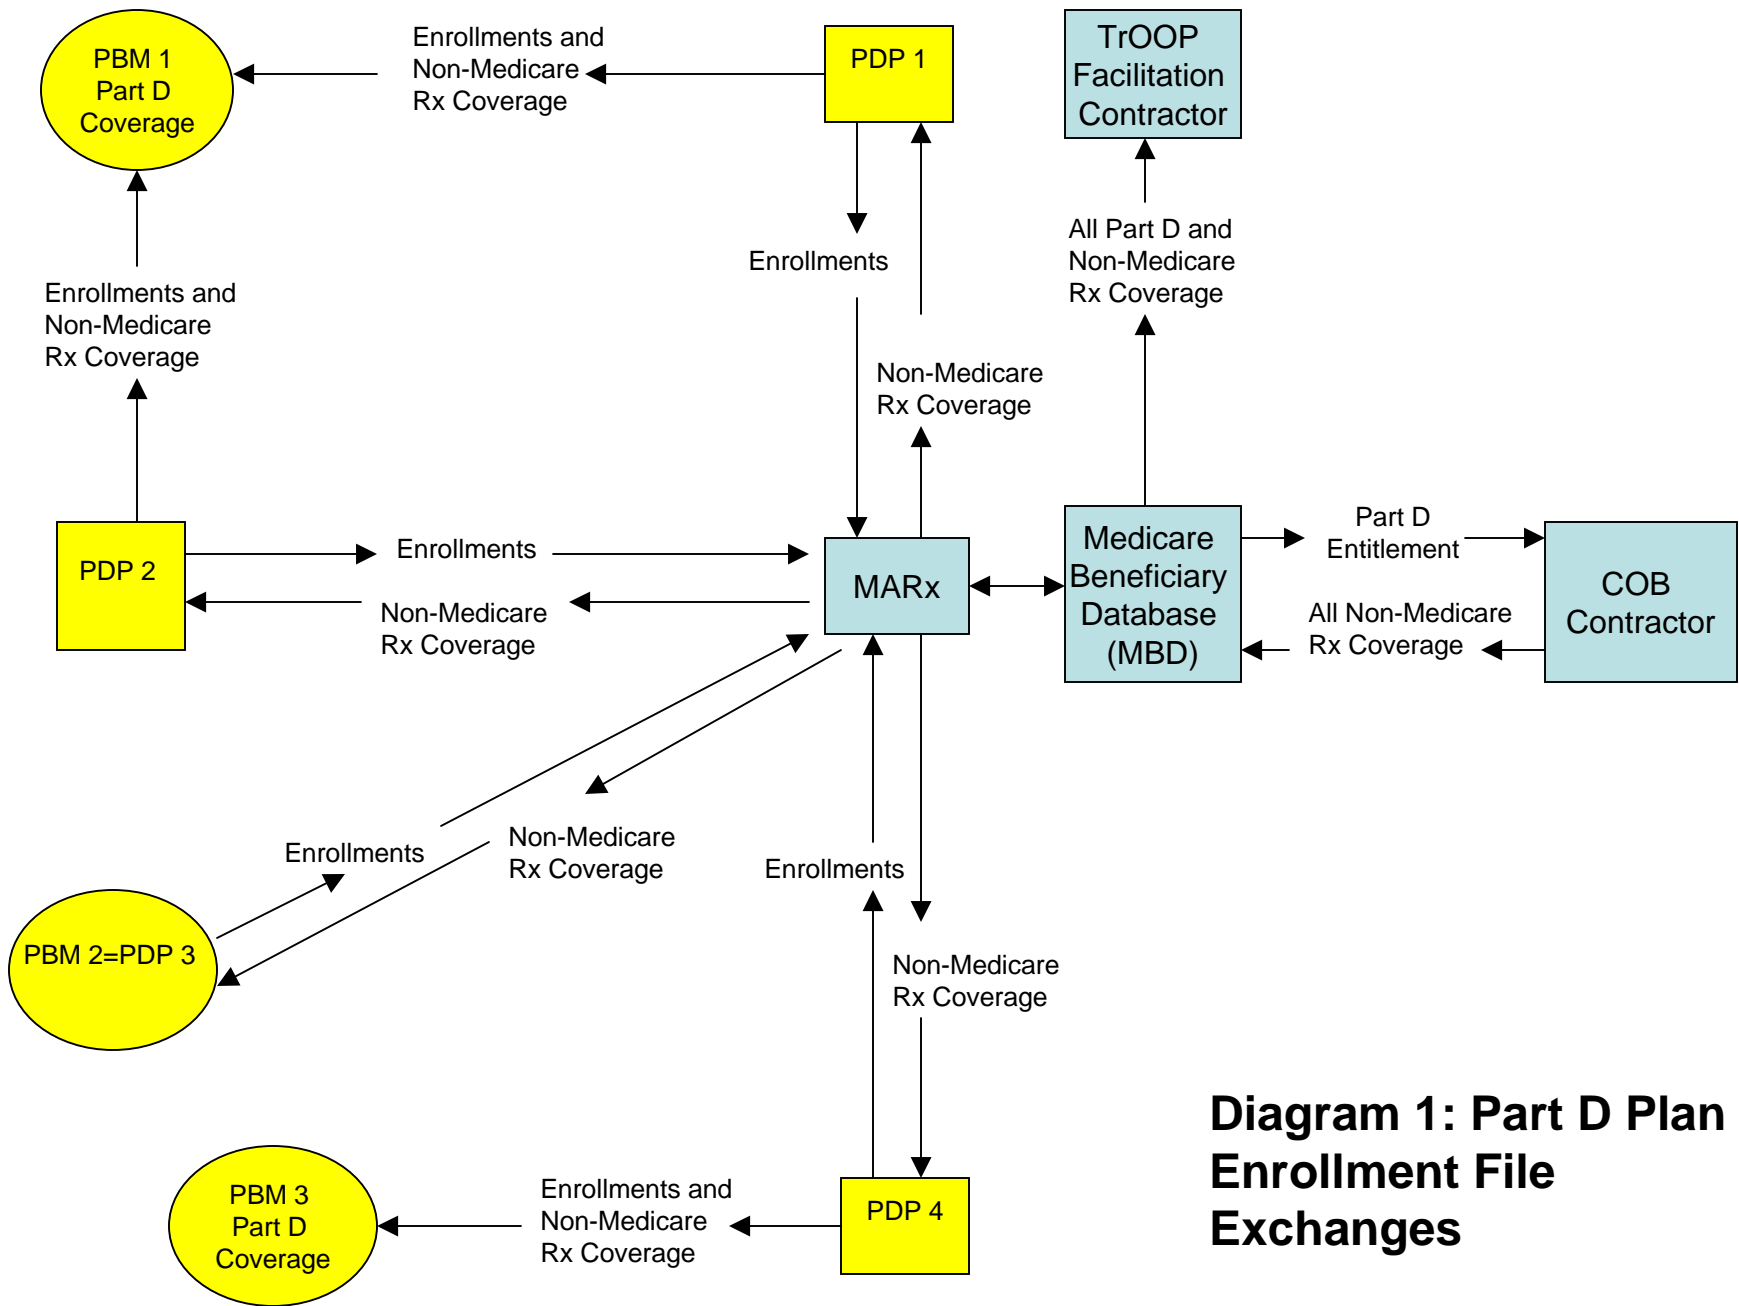 PBM 1
Part D
Coverage
Enrollments and
Non-Medicare
Rx Coverage
PDP 1
TrOOP
Facilitation
Contractor
Enrollments
All Part D and
Non-Medicare
Rx Coverage
Enrollments and
Non-Medicare
Rx Coverage
Non-Medicare
Rx Coverage
PDP 2
Enrollments
Non-Medicare
Rx Coverage
MARx
Medicare
Beneficiary
Database
(MBD)
Part D
Entitlement
All Non-Medicare
Rx Coverage
COB
Contractor
Enrollments
Non-Medicare
Rx Coverage
Enrollments
PBM 2=PDP 3
Non-Medicare
Rx Coverage
PBM 3
Part D
Coverage
Enrollments and
Non-Medicare
Rx Coverage
PDP 4
Diagram 1: Part D Plan
Enrollment File
Exchanges